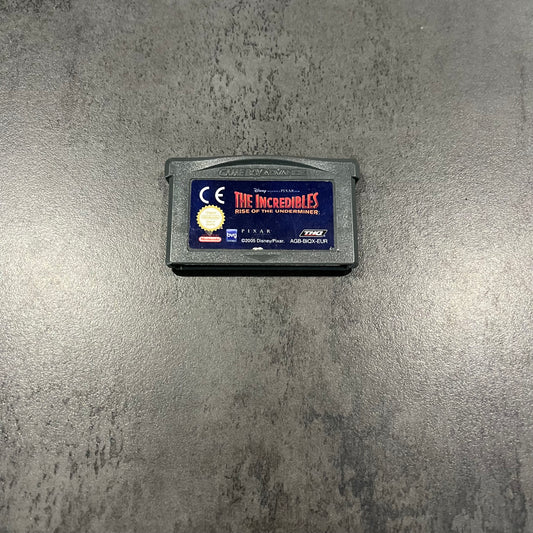 GAME BOY ADVANCE
CE
Disney PIXAR
THE INCREDIBLES
RISE OF THE UNDERMINER
Nintendo
bvg
PIXAR
©2005 Disney/Pixar.
THQ
AGB-BIQX-EUR